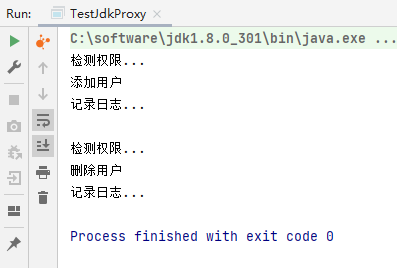 Run: TestJdkProxy
C:\software\jdk1.8.0_301\bin\java.exe ...
检测权限...
添加用户
记录日志...
检测权限...
删除用户
记录日志...
Process finished with exit code 0